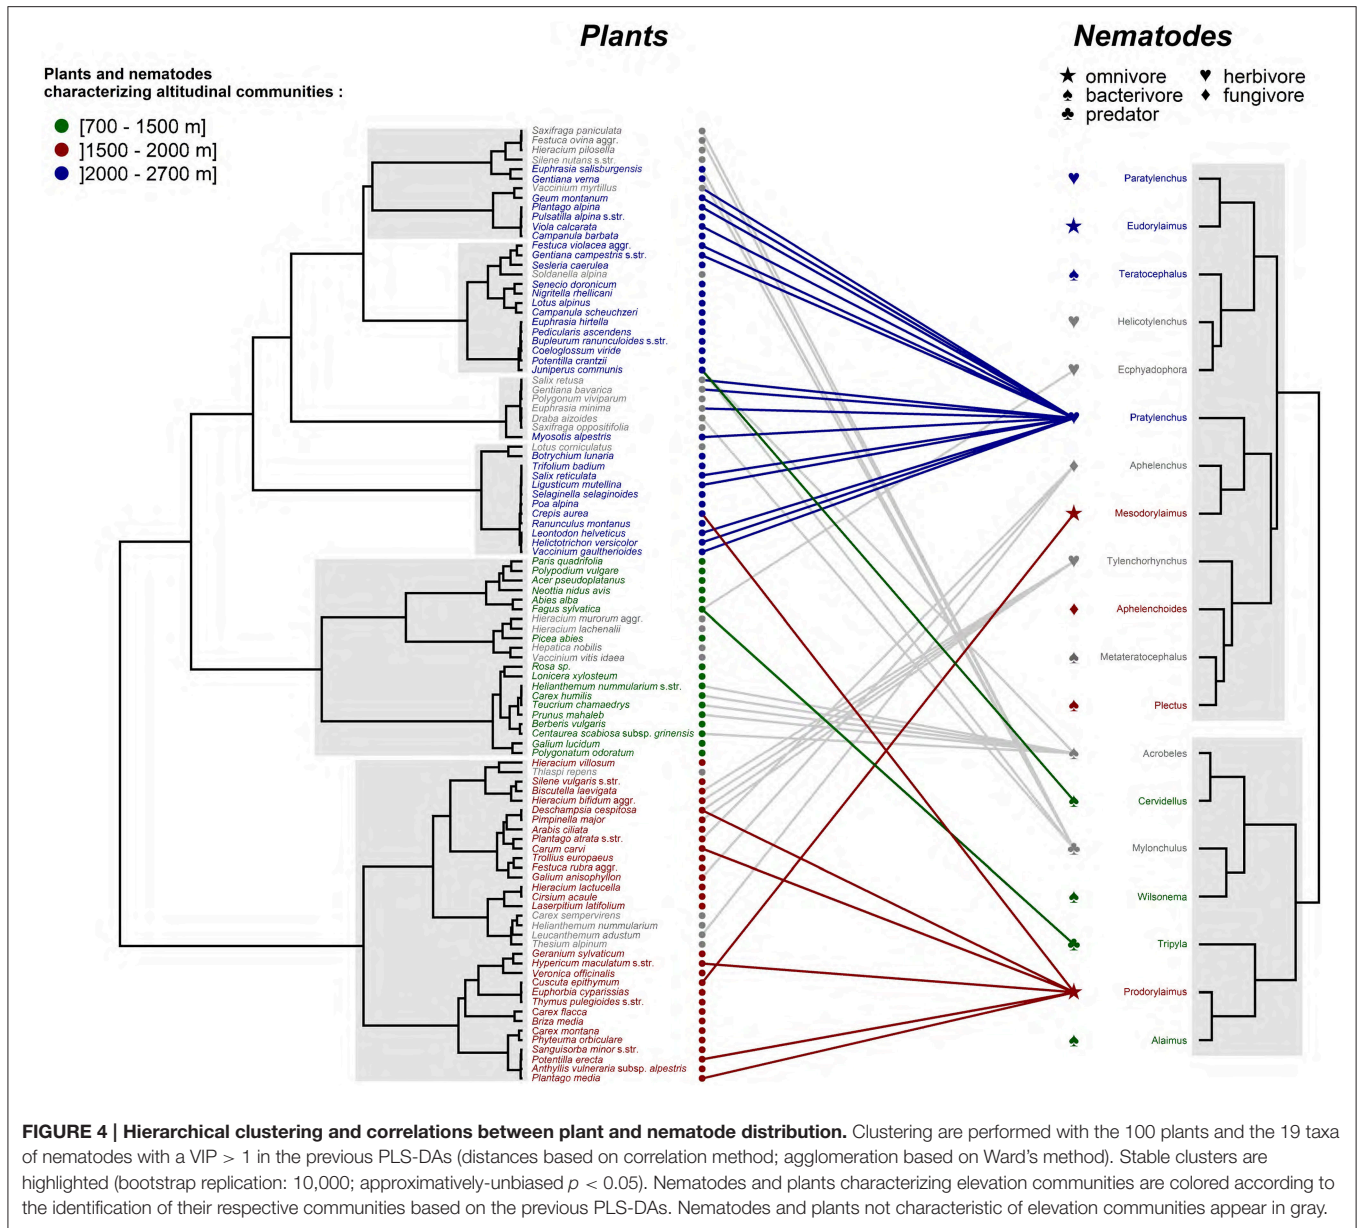 Plants
Nematodes
Plants and nematodes
characterizing altitudinal communities :
]700 - 1500 m]
]1500 - 2000 m]
]2000 - 2700 m]
omnivore
herbivore
bacterivore
fungivore
predator
Saxifraga paniculata
Festuca ovina aggr.
Hieracium pilosella
Silene nutans s.str.
Euphrasia salisburgensis
Gentiana verna
Vaccinium myrtillus
Geum montanum
Plantago alpina
Pulsatilla alpina s.str.
Viola calcarata
Campanula barbata
Festuca violacea aggr.
Gentiana campestris s.str.
Sesleria caerulea
Soldanella alpina
Senecio doronicum
Nigritella rhellicani
Lotus alpinus
Campanula scheuchzeri
Euphrasia hirtella
Pedicularis ascendens
Bupleurum ranunculoides s.str.
Coeloglossum viride
Potentilla crantzii
Juniperus communis
Salix retusa
Gentiana bavarica
Polygonum viviparum
Euphrasia minima
Draba aizoides
Saxifraga oppositifolia
Myosotis alpestris
Lotus corniculatus
Botrychium lunaria
Trifolium badium
Salix reticulata
Ligusticum mutellina
Selaginella selaginoides
Poa alpina
Crepis aurea
Ranunculus montanus
Leontodon helveticus
Helictotrichon versicolor
Vaccinium gaultherioides
Paris quadrifolia
Polypodium vulgare
Acer pseudoplatanus
Neottia nidus avis
Abies alba
Fagus sylvatica
Hieracium murorum aggr.
Hieracium lachenalii
Picea abies
Hepatica nobilis
Vaccinium vitis idaea
Rosa sp.
Lonicera xylosteum
Helianthemum nummularium s.str.
Carex humilis
Teucrium chamaedrys
Prunus mahaleb
Berberis vulgaris
Centaurea scabiosa subsp. grinensis
Galium lucidum
Polygonatum odoratum
Hieracium villosum
Thlaspi repens
Silene vulgaris s.str.
Biscutella laevigata
Hieracium bifidum aggr.
Deschampsia cespitosa
Pimpinella major
Arabis ciliata
Plantago atrata s.str.
Carum carvi
Trollius europaeus
Festuca rubra aggr.
Galium anisophyllon
Hieracium lactucella
Cirsium acaule
Laserpitium latifolium
Carex sempervirens
Helianthemum nummularium
Leucanthemum adustum
Thesium alpinum
Geranium sylvaticum
Hypericum maculatum s.str.
Veronica officinalis
Cuscuta epithymum
Euphorbia cyparissias
Thymus pulegioides s.str.
Carex flacca
Briza media
Carex montana
Phyteuma orbiculare
Sanguisorba minor s.str.
Potentilla erecta
Anthyllis vulneraria subsp. alpestris
Plantago media
Paratylenchus
Eudorylaimus
Teratocephalus
Helicotylenchus
Ecphyadophora
Pratylenchus
Aphelenchus
Mesodorylaimus
Tylenchorhynchus
Aphelenchoides
Metateratocephalus
Plectus
Acrobeles
Cervidellus
Mylonchulus
Wilsonema
Tripyla
Prodorylaimus
Alaimus
FIGURE 4 | Hierarchical clustering and correlations between plant and nematode distribution. Clustering are performed with the 100 plants and the 19 taxa
of nematodes with a VIP > 1 in the previous PLS-DAs (distances based on correlation method; agglomeration based on Ward's method). Stable clusters are
highlighted (bootstrap replication: 10,000; approximatively-unbiased p < 0.05). Nematodes and plants characterizing elevation communities are colored according to
the identification of their respective communities based on the previous PLS-DAs. Nematodes and plants not characteristic of elevation communities appear in gray.